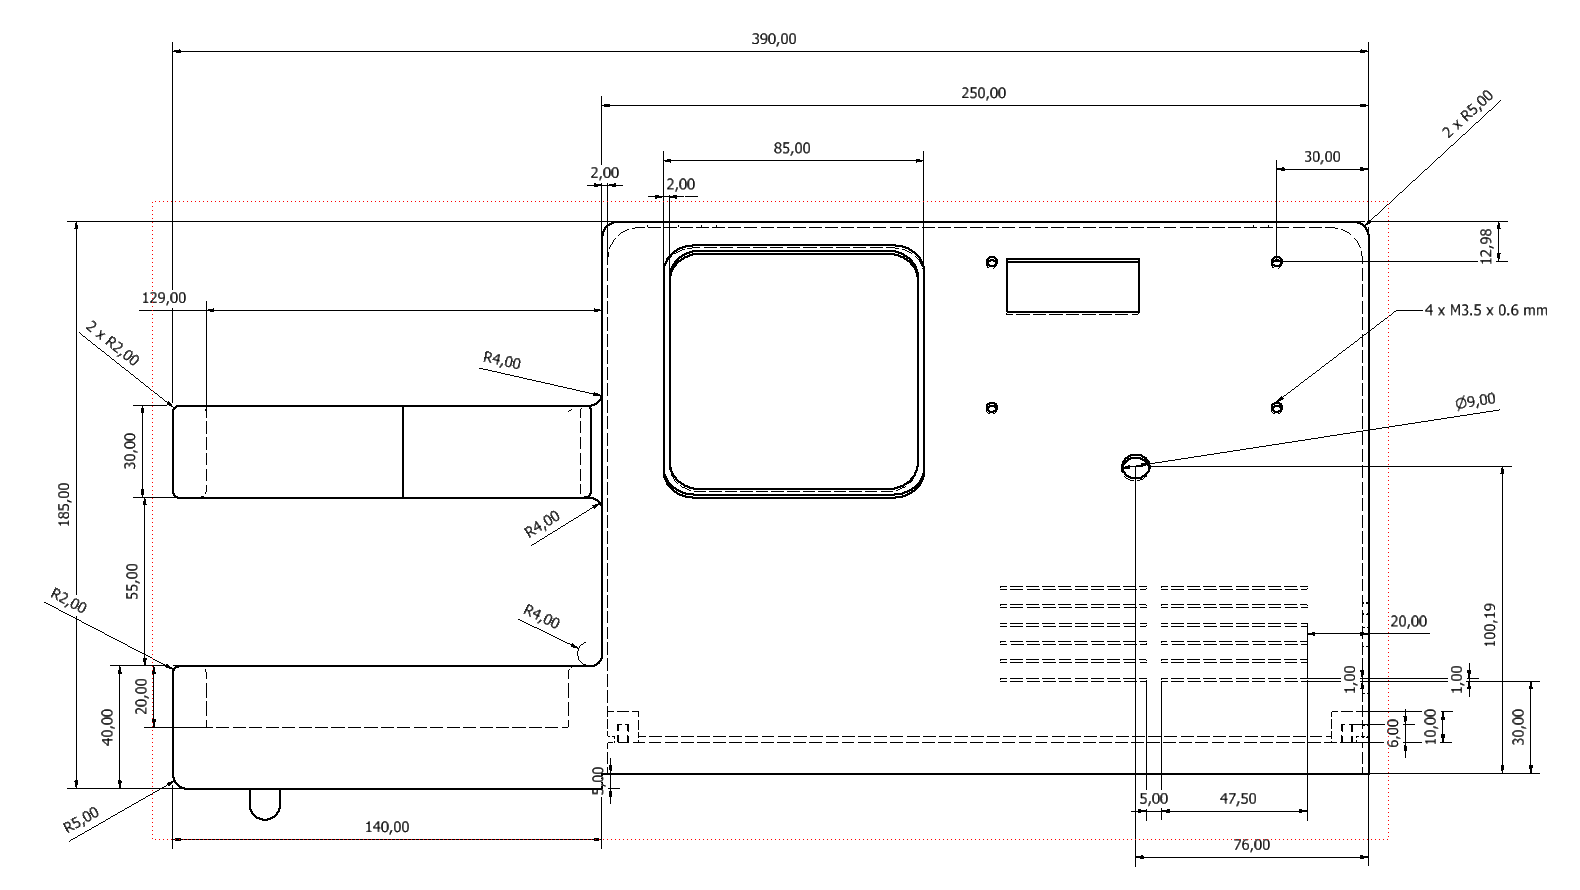 390,00
250,00
2 x R5,00
85,00
30,00
2,00
2,00
12,98
129,00
4 x M3.5 x 0.6 mm
2 x R2,00
R4,00
Ø9,00
30,00
185,00
R4,00
55,00
R2,00
R4,00
20,00
100,19
1,00
1,00
20,00
40,00
6,00
10,00
30,00
5,00
5,00
47,50
R5,00
140,00
76,00